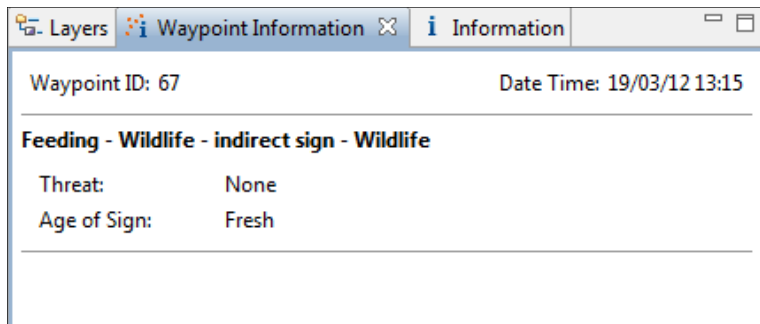 Layers Waypoint Information Information
Waypoint ID: 67 Date Time: 19/03/12 13:15
Feeding - Wildlife - indirect sign - Wildlife
Threat: None
Age of Sign: Fresh